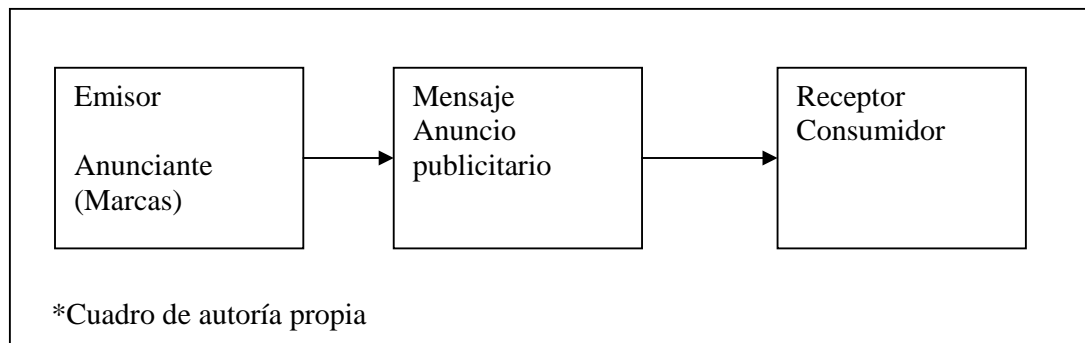 Emisor
Anunciante
(Marcas)
Mensaje
Anuncio
publicitario
Receptor
Consumidor
*Cuadro de autoría propia